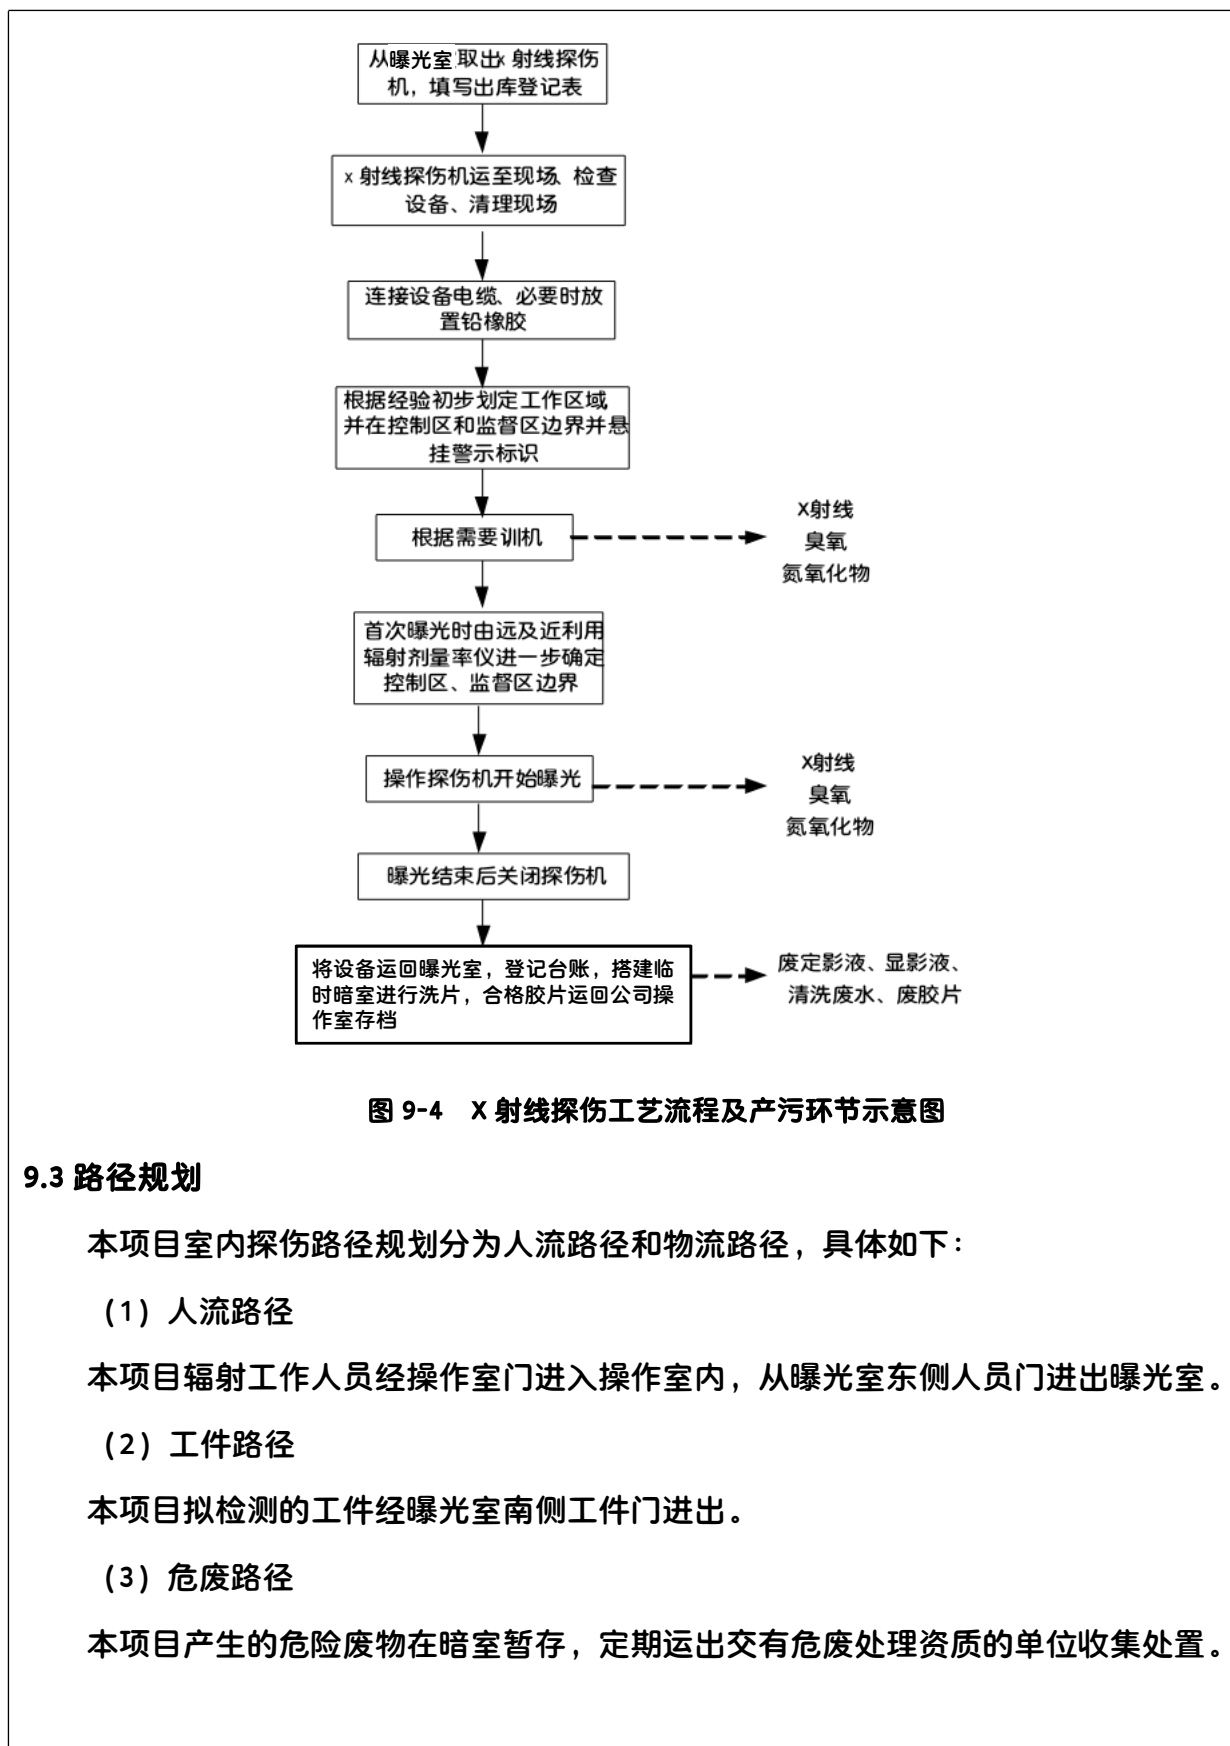 从曝光室取出x 射线探伤
机，填写出库登记表
x 射线探伤机运至现场、检查
设备、清理现场
连接设备电缆、必要时放
置铅橡胶
根据经验初步划定工作区域
并在控制区和监督区边界并悬
挂警示标识
根据需要训机
X射线
臭氧
氮氧化物
首次曝光时由远及近利用
辐射剂量率仪进一步确定
控制区、监督区边界
操作探伤机开始曝光
X射线
臭氧
氮氧化物
曝光结束后关闭探伤机
将设备运回曝光室，登记台账，搭建临
时暗室进行洗片，合格胶片运回公司操
作室存档
废定影液、显影液、
清洗废水、废胶片
图 9-4 X 射线探伤工艺流程及产污环节示意图
9.3 路径规划
本项目室内探伤路径规划分为人流路径和物流路径，具体如下：
（1）人流路径
本项目辐射工作人员经操作室门进入操作室内，从曝光室东侧人员门进出曝光室。
（2）工件路径
本项目拟检测的工件经曝光室南侧工件门进出。
（3）危废路径
本项目产生的危险废物在暗室暂存，定期运出交有危废处理资质的单位收集处置。